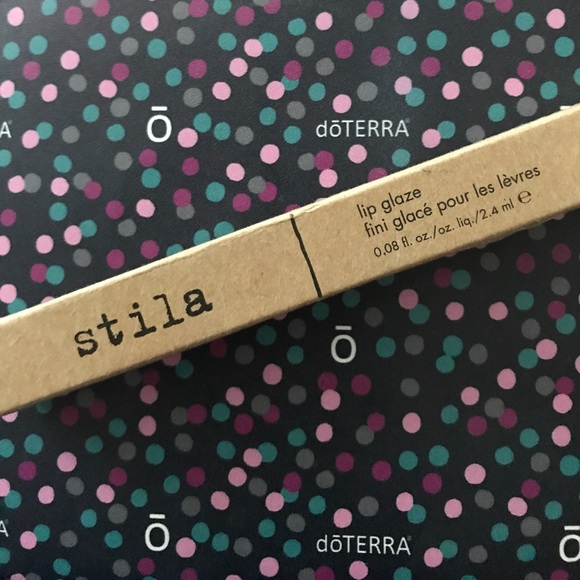 A
ō
dōTERRA®
lip glaze
fini glacé pour les lèvres
0.08 fl. oz./oz. liq./2.4 ml ℮
stila
ō
A
ō
dōTERRA®
ō